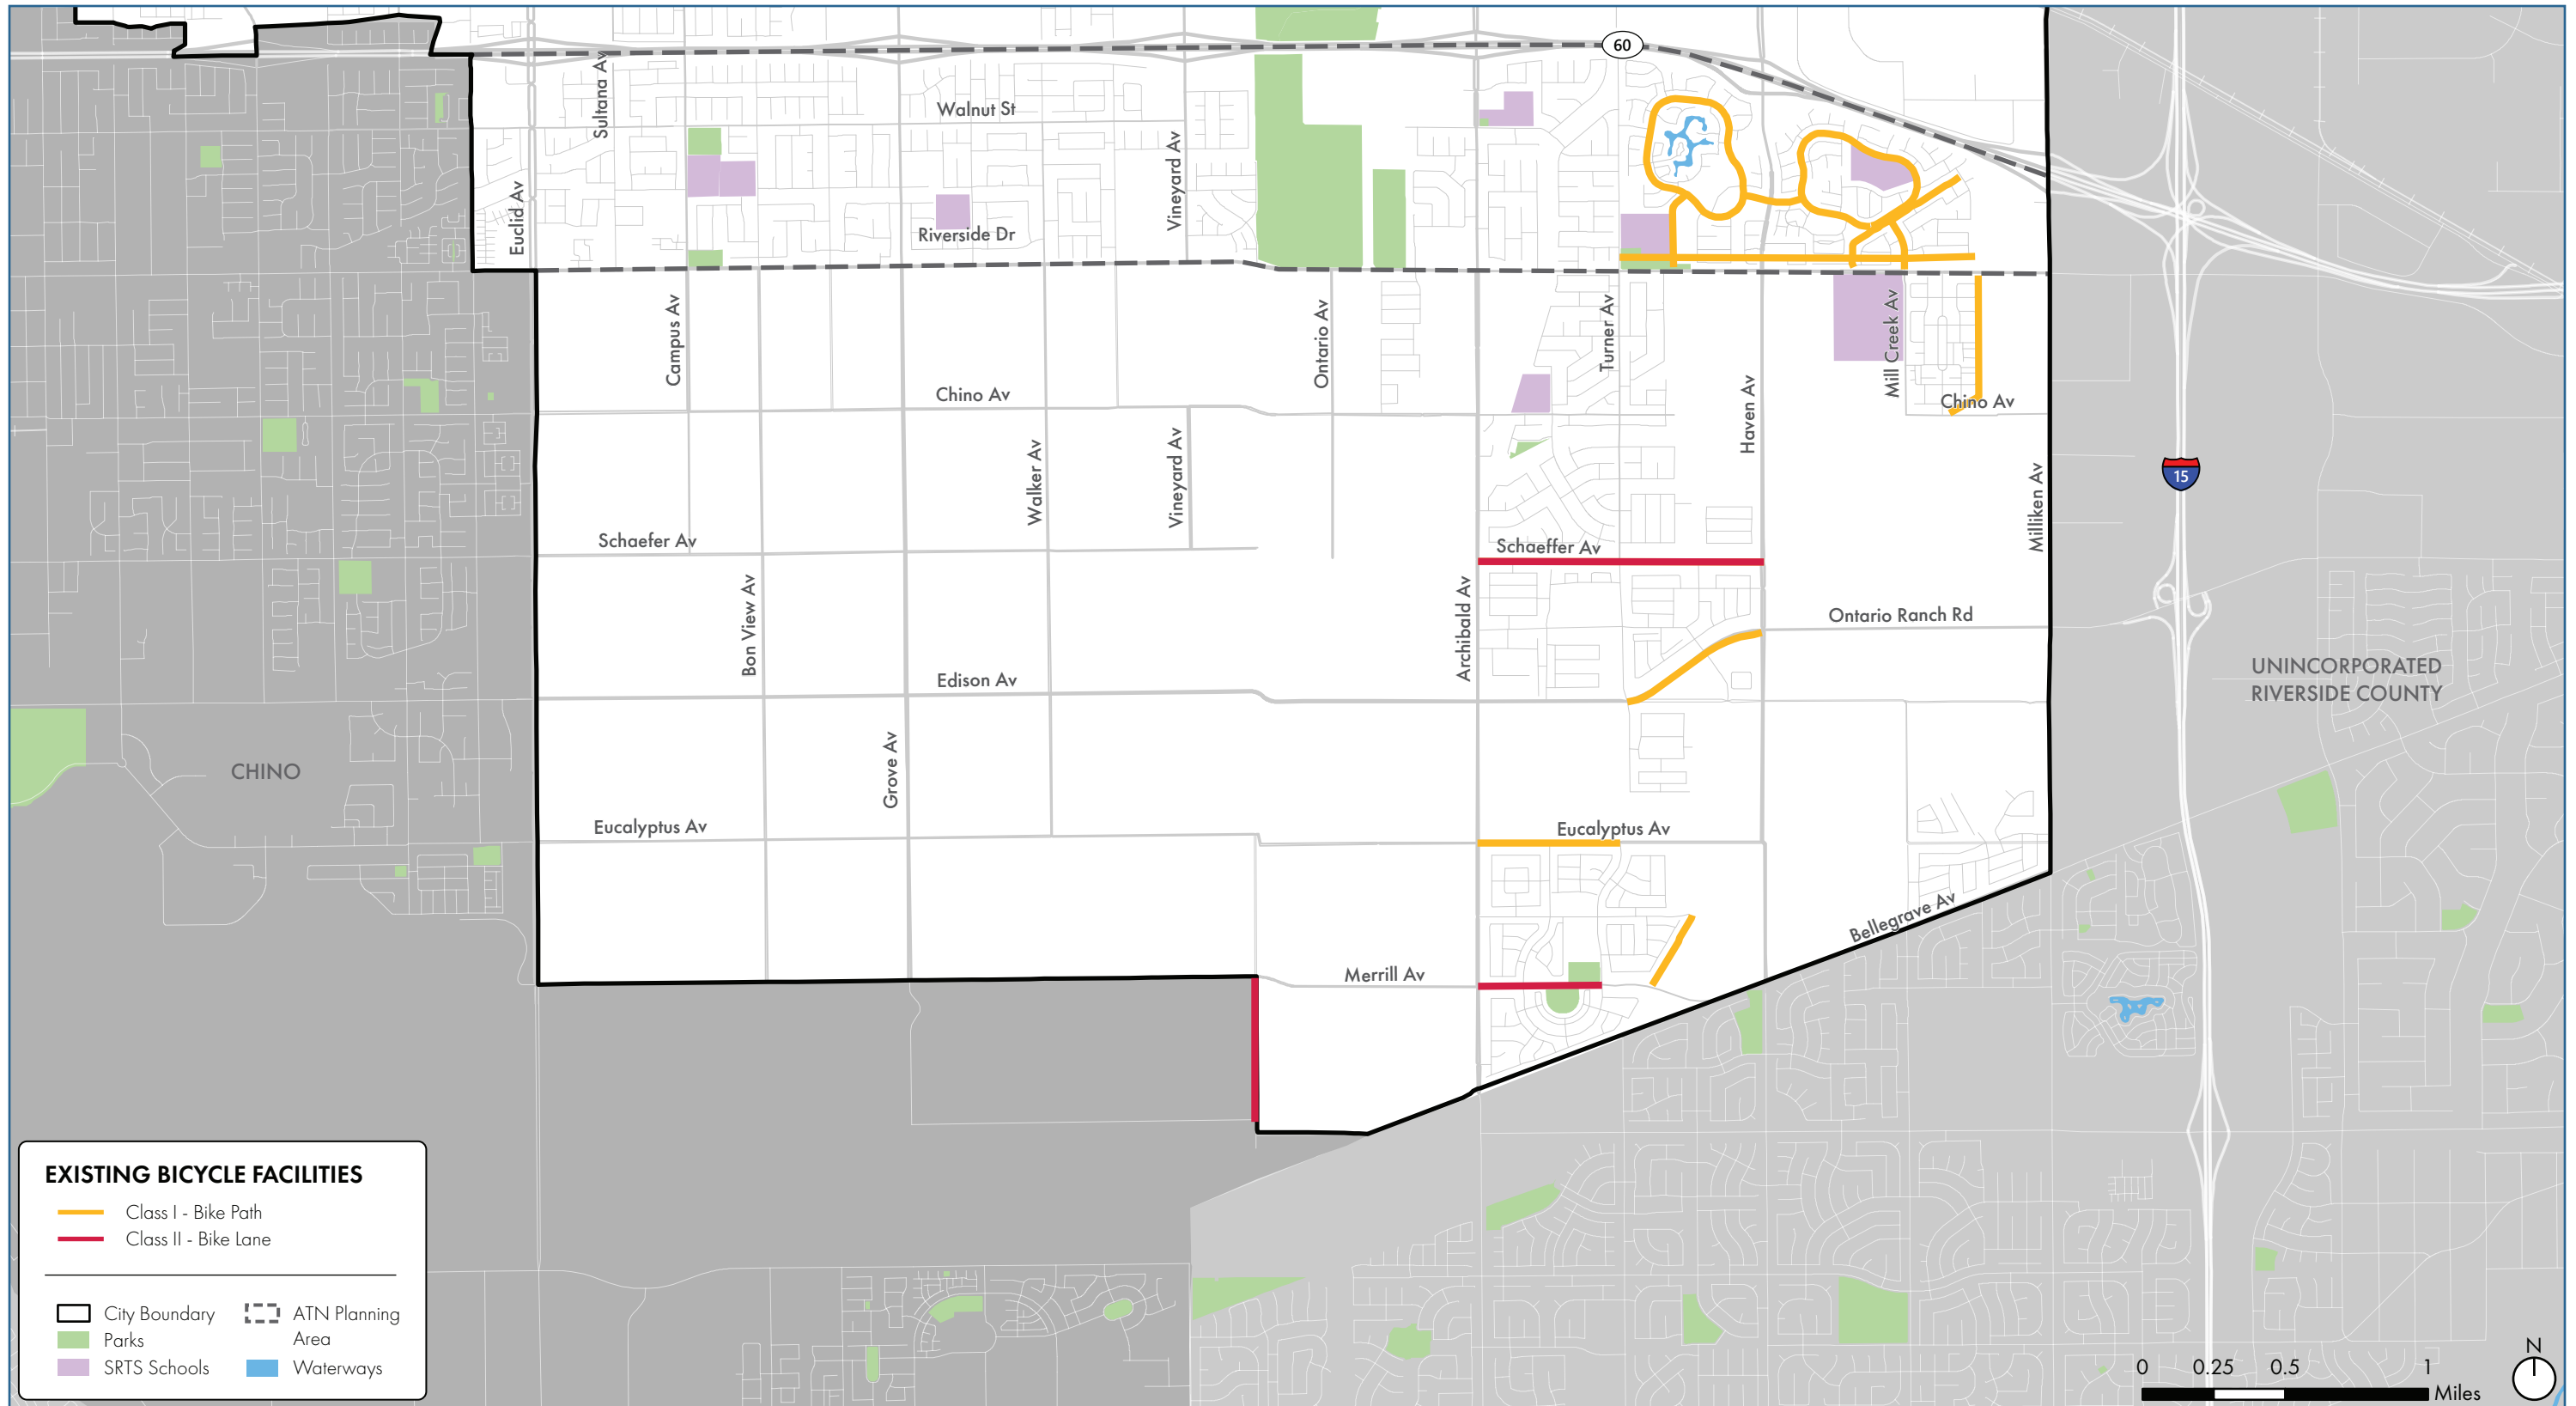 60
Sultana Av
Walnut St
Vineyard Av
Euclid Av
Riverside Dr
Campus Av
Ontario Av
Turner Av
Mill Creek Av
Haven Av
Chino Av
Chino Av
Walker Av
Vineyard Av
Milliken Av
15
Schaefer Av
Schaeffer Av
Bon View Av
Archibald Av
Ontario Ranch Rd
UNINCORPORATED
RIVERSIDE COUNTY
Edison Av
Grove Av
CHINO
Eucalyptus Av
Eucalyptus Av
Bellegrave Av
Merrill Av
EXISTING BICYCLE FACILITIES
Class I - Bike Path
Class II - Bike Lane
City Boundary
Parks
SRTS Schools
ATN Planning
Area
Waterways
N
0 0.25 0.5 1
Miles